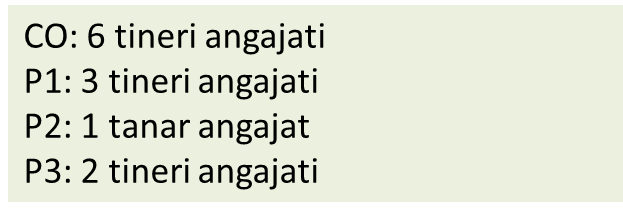 CO: 6 tineri angajati
P1: 3 tineri angajati
P2: 1 tanar angajat
P3: 2 tineri angajati